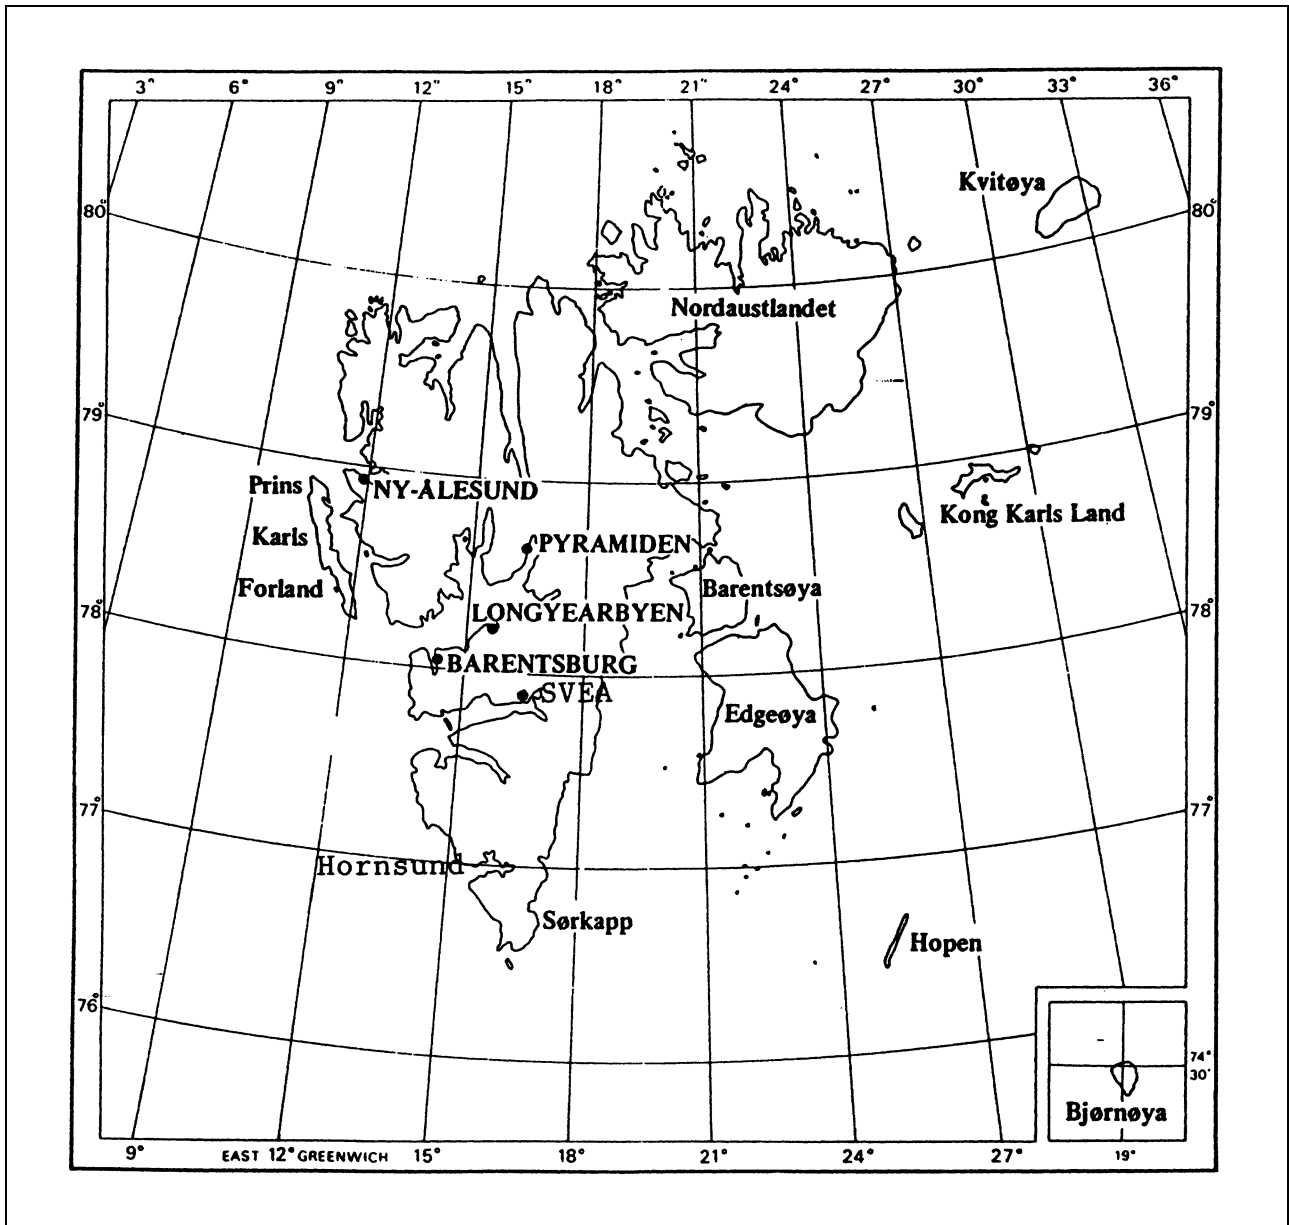 3° 6° 9° 12° 15° 18° 21° 24° 27° 30° 33° 36°
Kvitøya
80° 80°
Nordaustlandet
79° 79°
Prins
NY-ÅLESUND
Kong Karls Land
Karls
PYRAMIDEN
Forland
Barentsøya
78° 78°
LONGYEARBYEN
BARENTSBURG
SVEA
Edgeøya
77° 77°
Hornsund
Sørkapp
Hopen
76°
74°
30'
Bjørnøya
9° EAST 12° GREENWICH 15° 18° 21° 24° 27° 19°